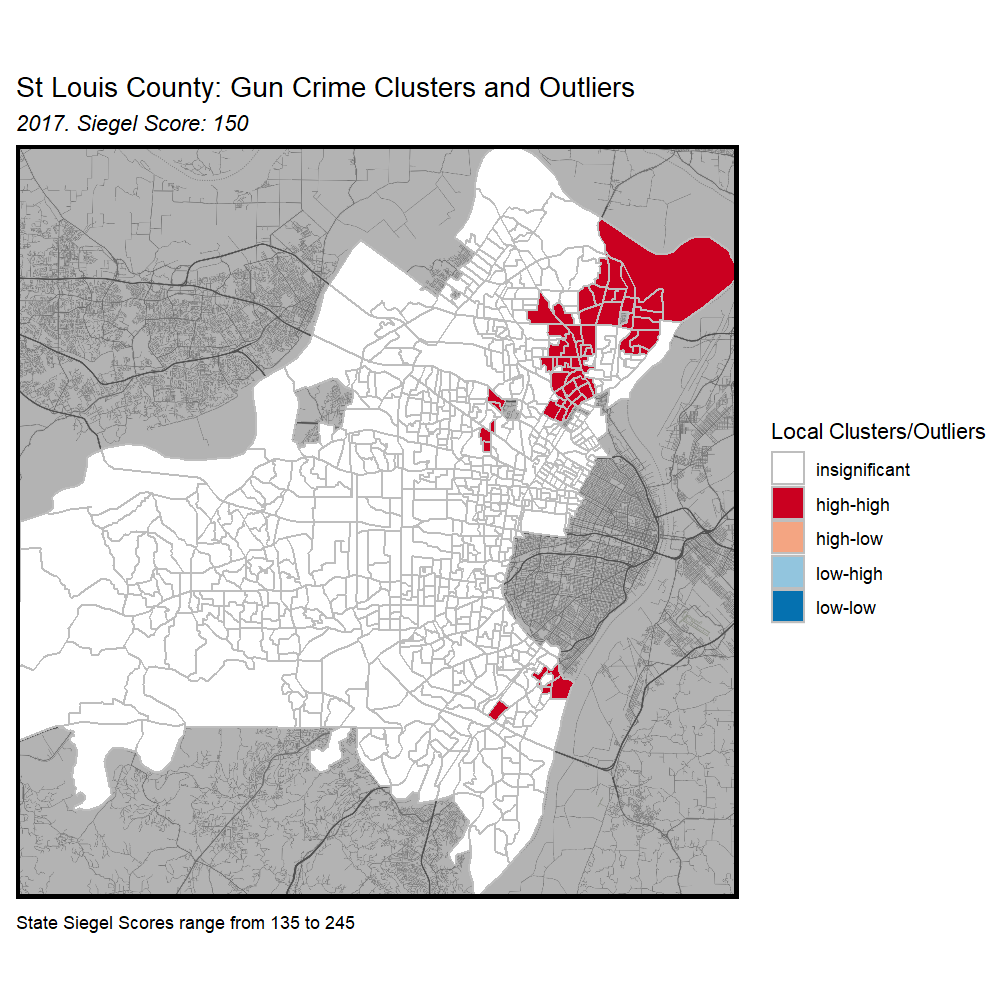 St Louis County: Gun Crime Clusters and Outliers
2017. Siegel Score: 150
Local Clusters/Outliers
insignificant
high-high
high-low
low-high
low-low
State Siegel Scores range from 135 to 245